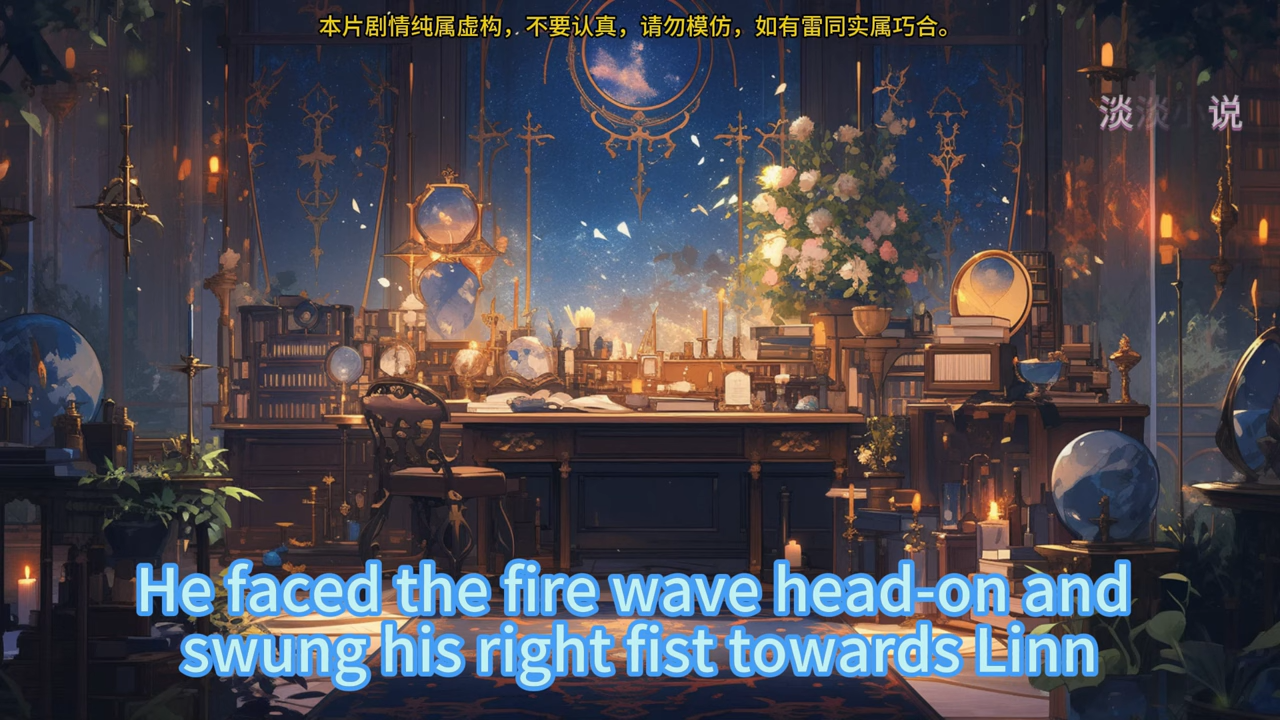 本片剧情纯属虚构，不要认真，请勿模仿，如有雷同实属巧合。
淡淡小说
He faced the fire wave head-on and
swung his right fist towards Linn